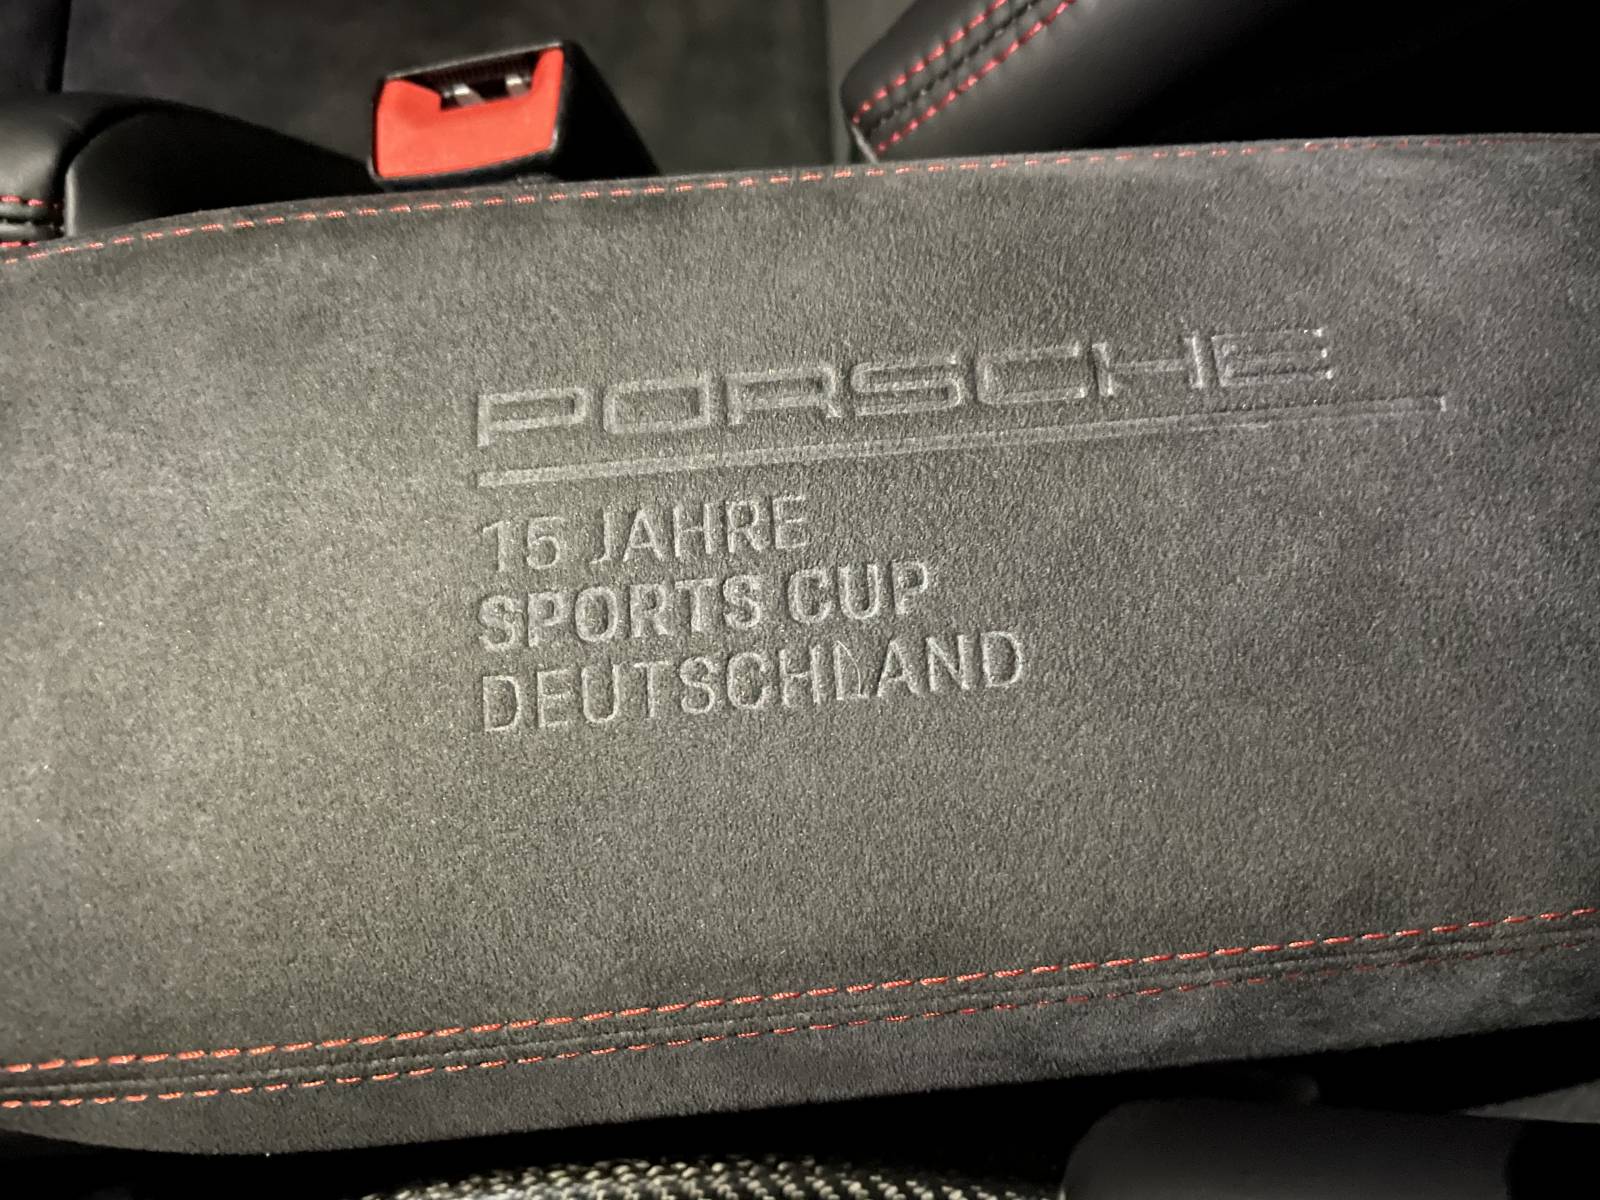 PORSCHE
15 JAHRE
SPORTS CUP
DEUTSCHLAND